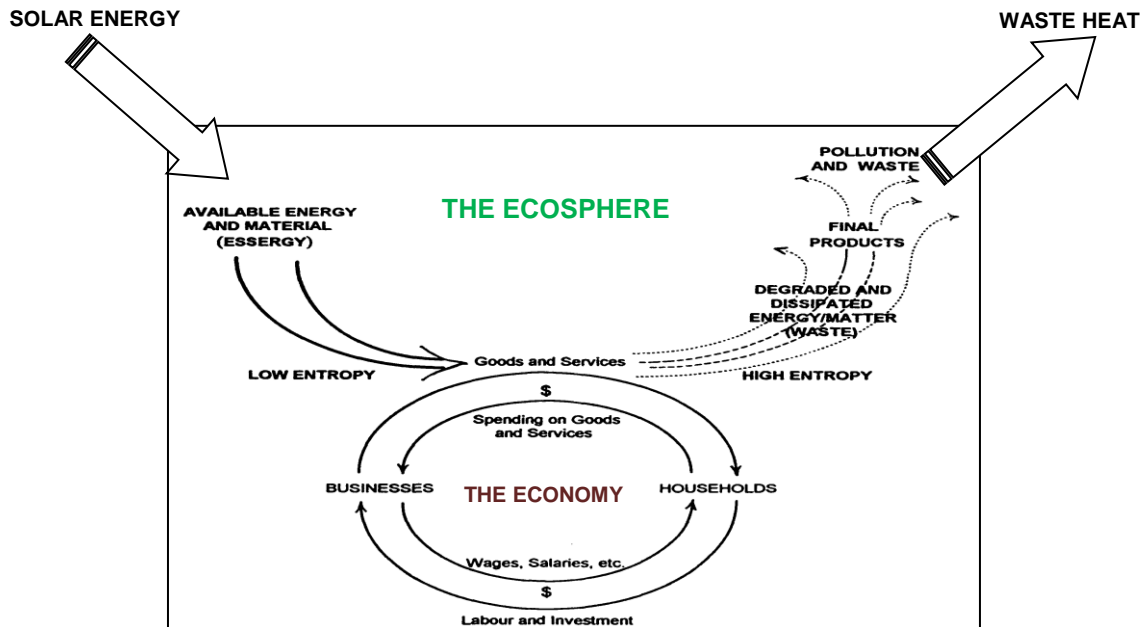 SOLAR ENERGY
WASTE HEAT
POLLUTION
AND WASTE
THE ECOSPHERE
AVAILABLE ENERGY
AND MATERIAL
(ESSERGY)
FINAL
PRODUCTS
DEGRADED AND
DISSIPATED
ENERGY/MATTER
(WASTE)
LOW ENTROPY
Goods and Services
HIGH ENTROPY
$
Spending on Goods
and Services
BUSINESSES
THE ECONOMY
HOUSEHOLDS
Wages, Salaries, etc.
$
Labour and Investment